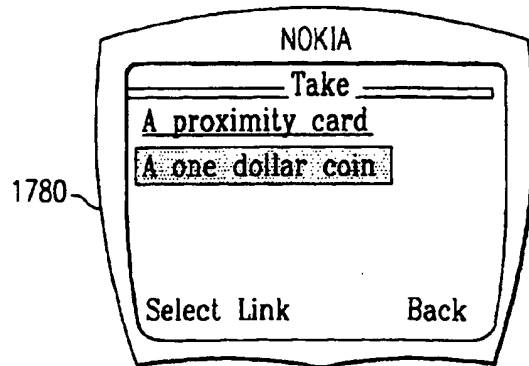 NOKIA
Take
A proximity card
A one dollar coin
1780
Select Link Back